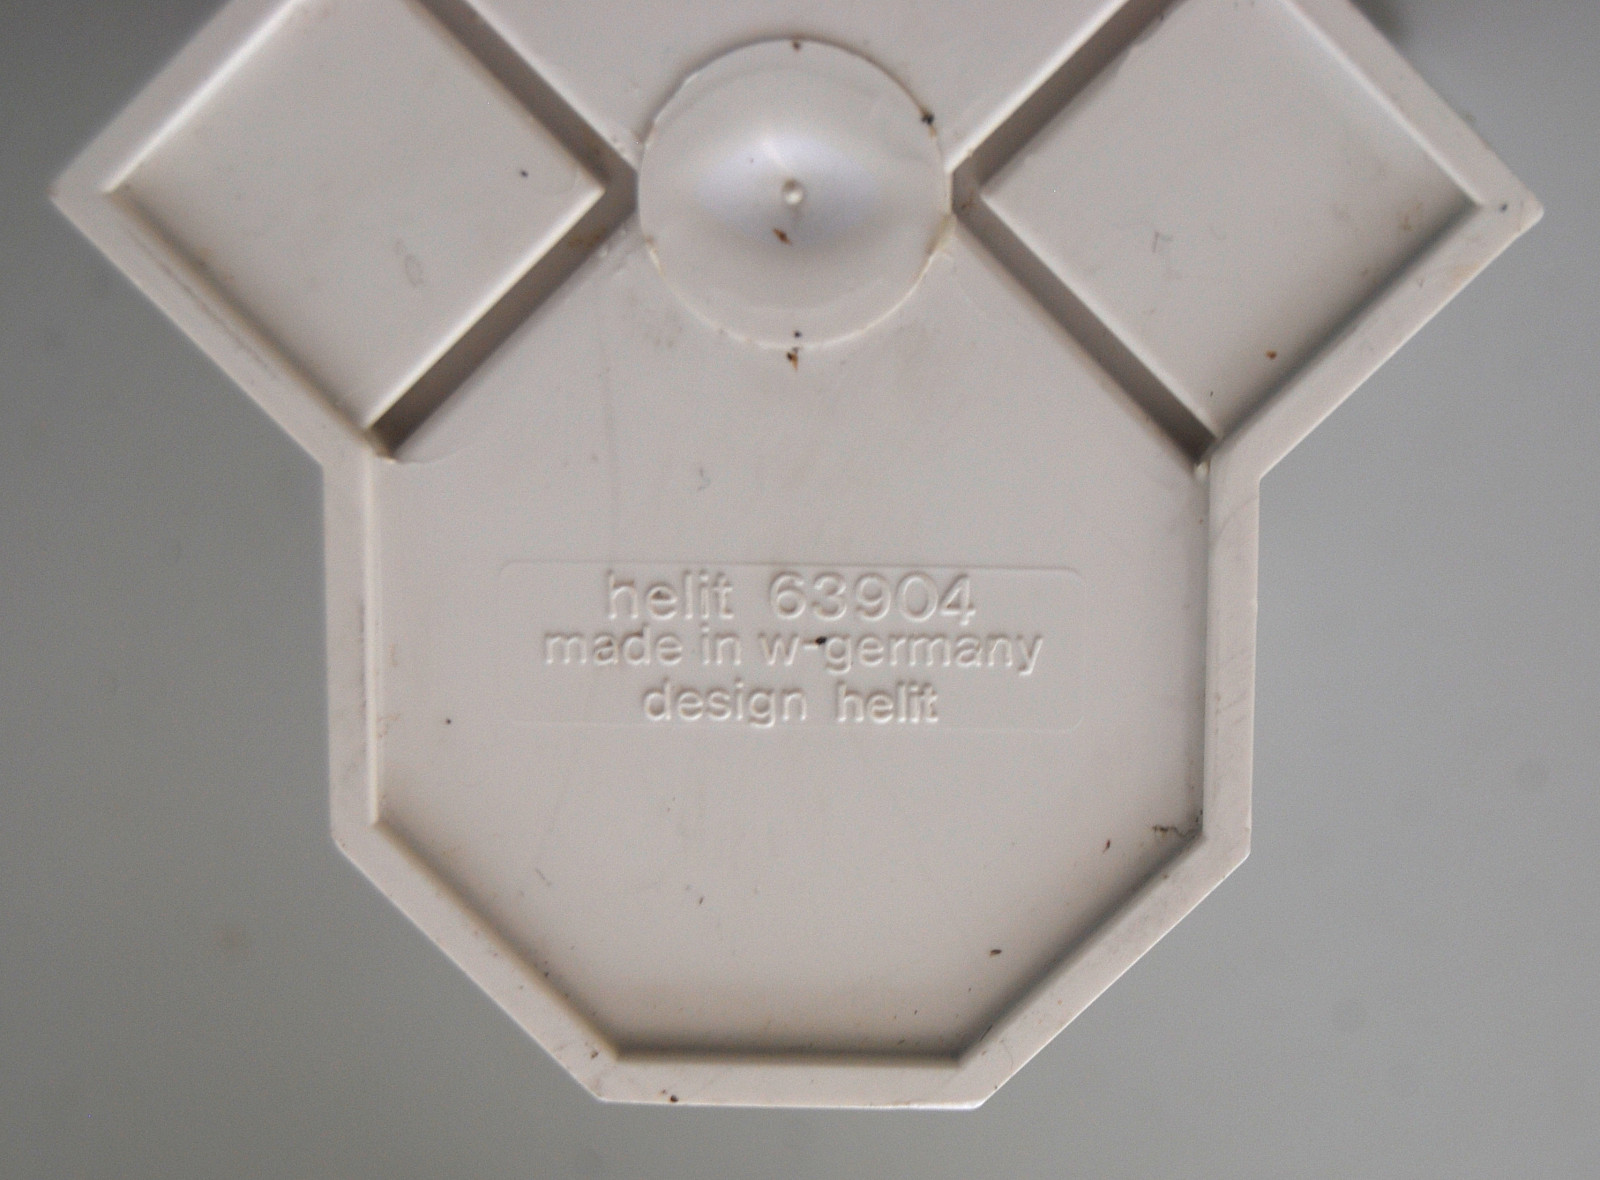 helit 63904
made in w-germany
design helit